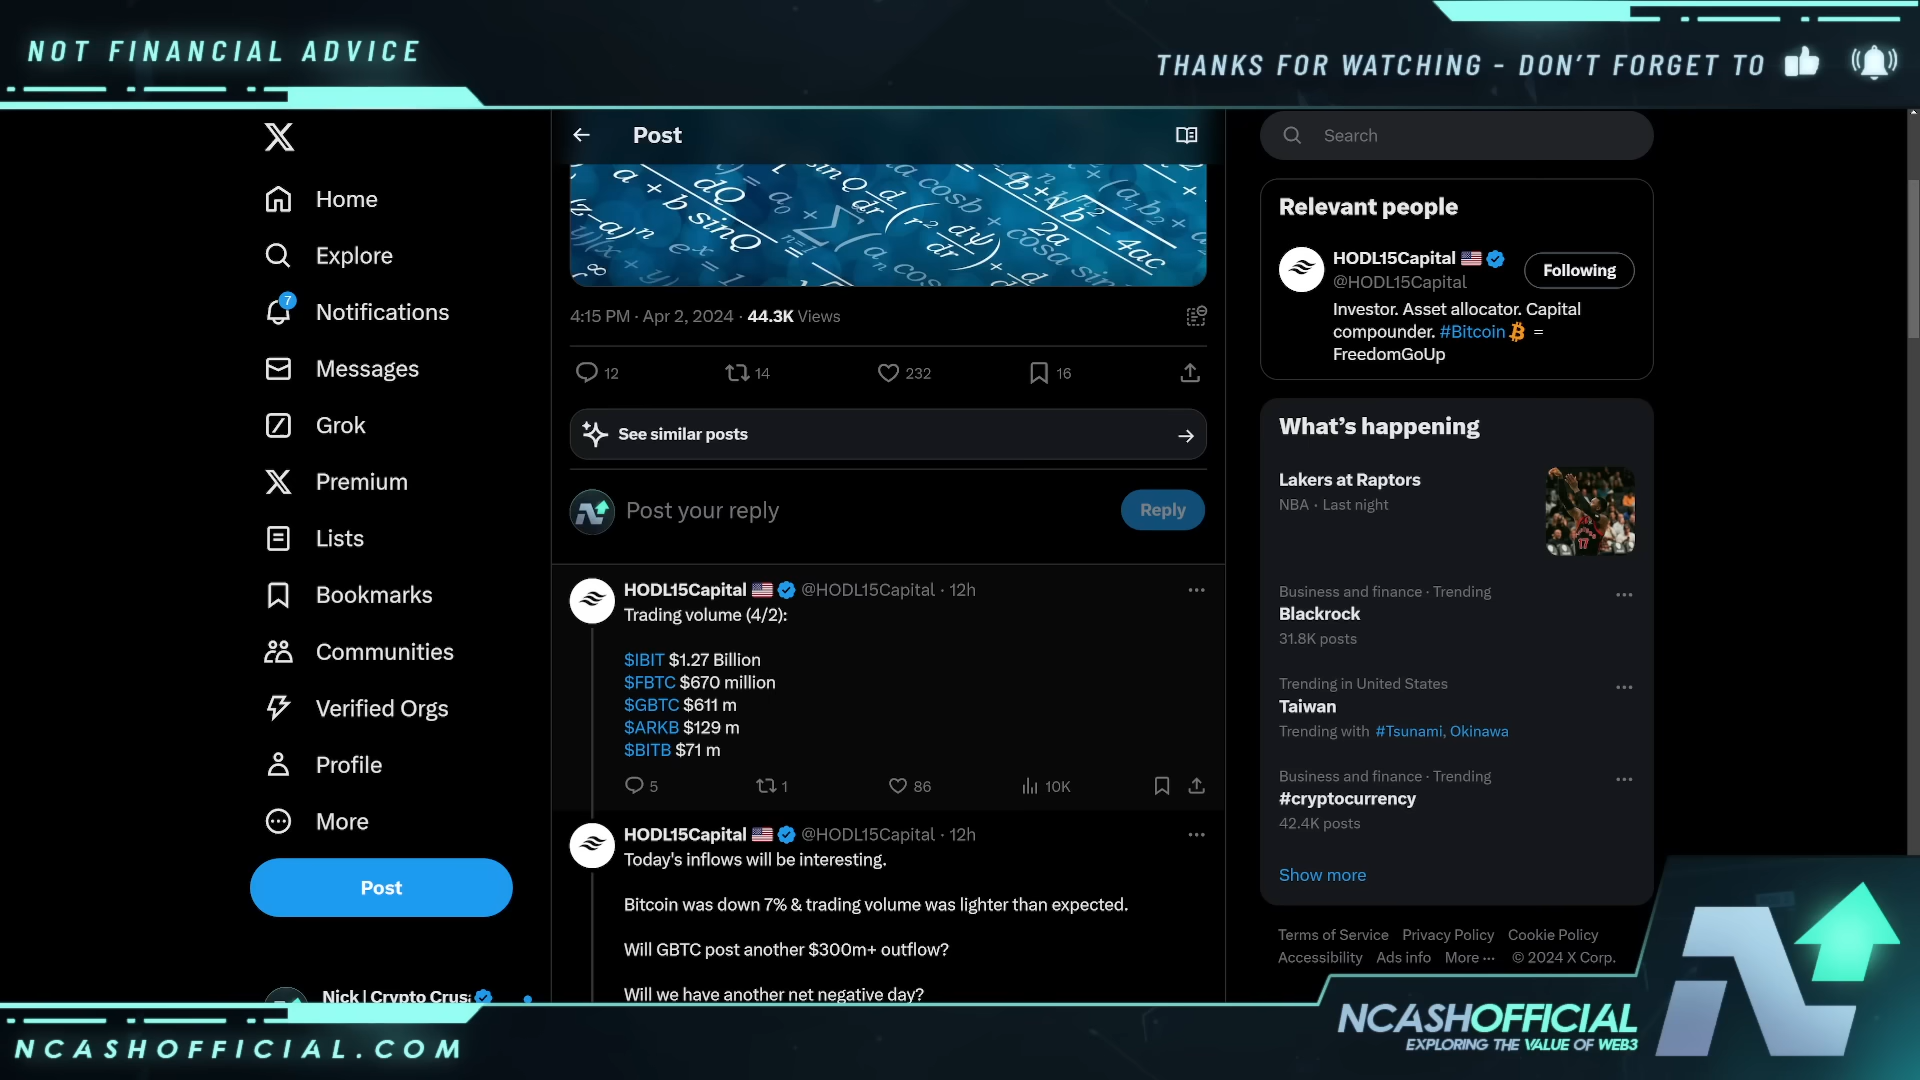 NOT FINANCIAL ADVICE
THANKS FOR WATCHING - DON'T FORGET TO
Home
Explore
7
Notifications
Messages
Grok
Premium
Lists
Bookmarks
Communities
Verified Orgs
Profile
More
Post
Nick | Crypto Crus
Post
4:15 PM · Apr 2, 2024 · 44.3K Views
12 14 232 16
See similar posts
Post your reply
Reply
HODL15Capital @HODL15Capital · 12h
Trading volume (4/2):
$IBIT $1.27 Billion
$FBTC $670 million
$GBTC $611 m
$ARKB $129 m
$BITB $71 m
5 1 86 10K
HODL15Capital @HODL15Capital · 12h
Today's inflows will be interesting.
Bitcoin was down 7% & trading volume was lighter than expected.
Will GBTC post another $300m+ outflow?
Will we have another net negative day?
Search
Relevant people
HODL15Capital
@HODL15Capital
Following
Investor. Asset allocator. Capital
compounder. #Bitcoin =
FreedomGoUp
What's happening
Lakers at Raptors
NBA · Last night
Business and finance · Trending
Blackrock
31.8K posts
Trending in United States
Taiwan
Trending with #Tsunami, Okinawa
Business and finance · Trending
#cryptocurrency
42.4K posts
Show more
Terms of Service Privacy Policy Cookie Policy
Accessibility Ads info More ··· © 2024 X Corp.
NCASHOFFICIAL.COM
NCASHOFFICIAL
EXPLORING THE VALUE OF WEB3